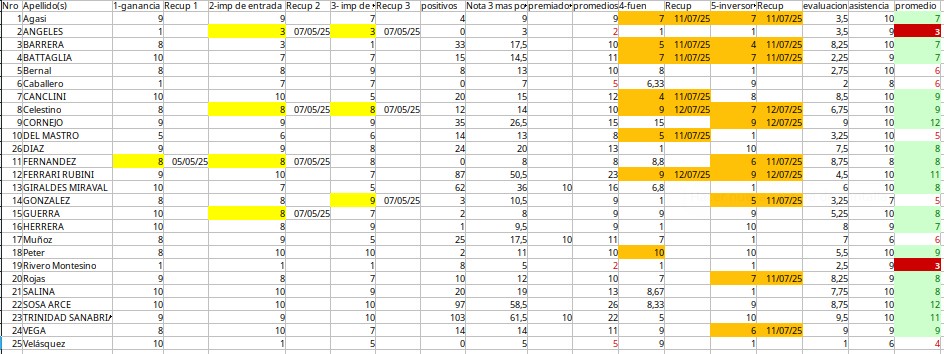 Nro Apellido(s) 1-ganancia Recup 1 2-imp de entrada Recup 2 3- imp de Recup 3 positivos Nota 3 mas po premiado promedios 4-fuen Recup 5-inversor Recup evaluacion asistencia promedio
1 Agasi 9 9 7 4 9 9 7 11/07/25 7 11/07/25 3,5 10 7
2 ANGELES 1 3 07/05/25 3 07/05/25 0 3 2 1 1 3,5 9 3
3 BARRERA 8 3 1 33 17,5 10 5 11/07/25 4 11/07/25 8,25 10 7
4 BATTAGLIA 10 7 7 15 14,5 11 7 11/07/25 7 11/07/25 2,25 9 7
5 Bernal 8 8 9 8 13 10 8 1 2,75 10 6
6 Caballero 1 7 7 0 7 5 6,33 9 2 8 6
7 CANCLINI 10 10 5 20 15 12 4 11/07/25 8 8,5 10 9
8 Celestino 9 8 07/05/25 8 07/05/25 12 14 10 9 12/07/25 7 12/07/25 6,75 10 9
9 CORNEJO 9 9 9 35 26,5 15 15 9 12/07/25 9 10 12
10 DEL MASTRO 5 6 6 14 13 8 5 11/07/25 1 3,25 10 5
26 DIAZ 9 9 8 20 13 1 10 7,5 10 8
11 FERNANDEZ 8 05/05/25 8 07/05/25 8 0 8 8 8,8 6 11/07/25 8,75 8 8
12 FERRARI RUBINI 9 10 7 87 50,5 23 9 12/07/25 9 12/07/25 4,5 10 11
13 GIRALDES MIRAVAL 10 7 5 62 36 10 16 6,8 1 6 10 8
14 GONZALEZ 8 8 9 07/05/25 3 10,5 9 1 5 11/07/25 3,25 7 5
15 GUERRA 10 8 07/05/25 7 2 8 9 9 9 5,25 10 8
16 HERRERA 10 10 9 1 9,5 9 1 10 8 9 7
17 Muñoz 8 9 5 25 17,5 10 11 7 1 7 6 6
18 Peter 8 10 10 2 11 10 10 10 5,5 10 9
19 Rivero Montesino 1 1 1 8 5 2 1 1 2,5 9 3
20 Rojas 9 8 7 10 12 10 7 7 11/07/25 8,25 9 8
21 SALINA 10 10 9 20 19 13 8,67 1 7,75 10 8
22 SOSA ARCE 10 10 10 97 58,5 26 8,33 9 7,75 10 12
23 TRINIDAD SANABRI 9 9 10 103 61,5 10 22 5 10 9,5 10 11
24 VEGA 8 10 7 14 14 11 9 6 11/07/25 9 9 9
25 Velásquez 10 1 5 0 5 5 9 1 1 6 4